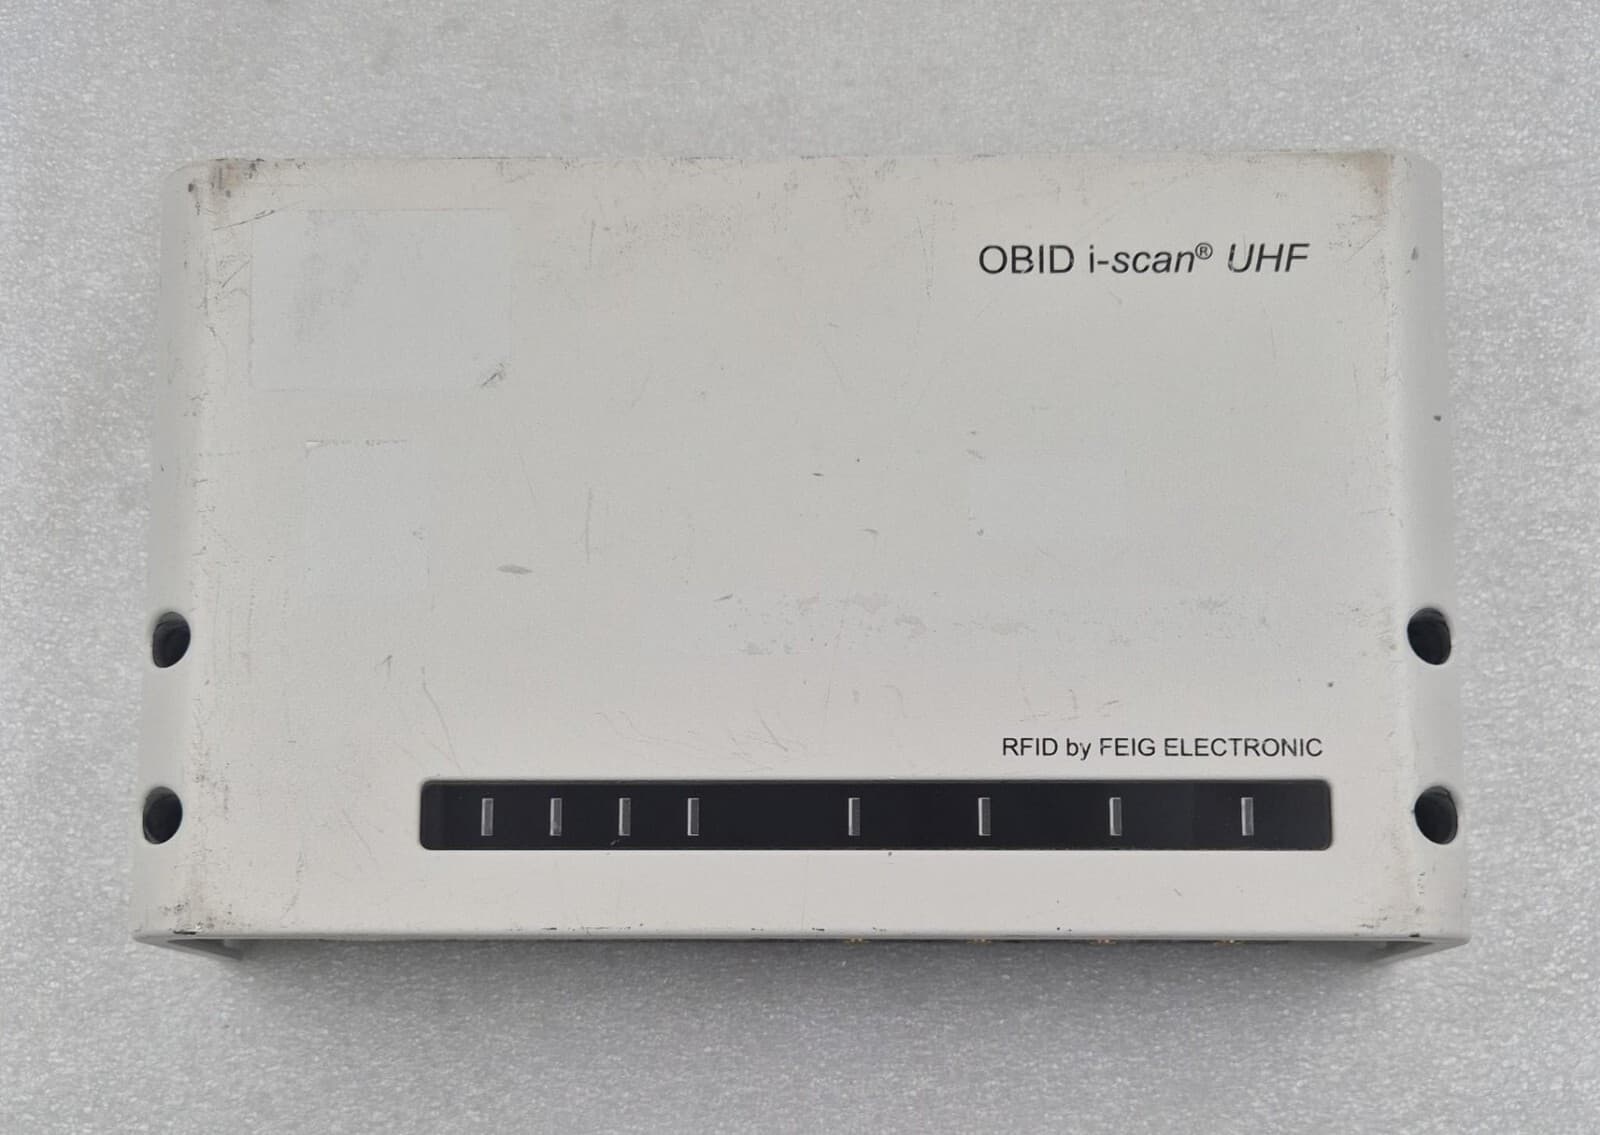 OBID i-scan® UHF
RFID by FEIG ELECTRONIC